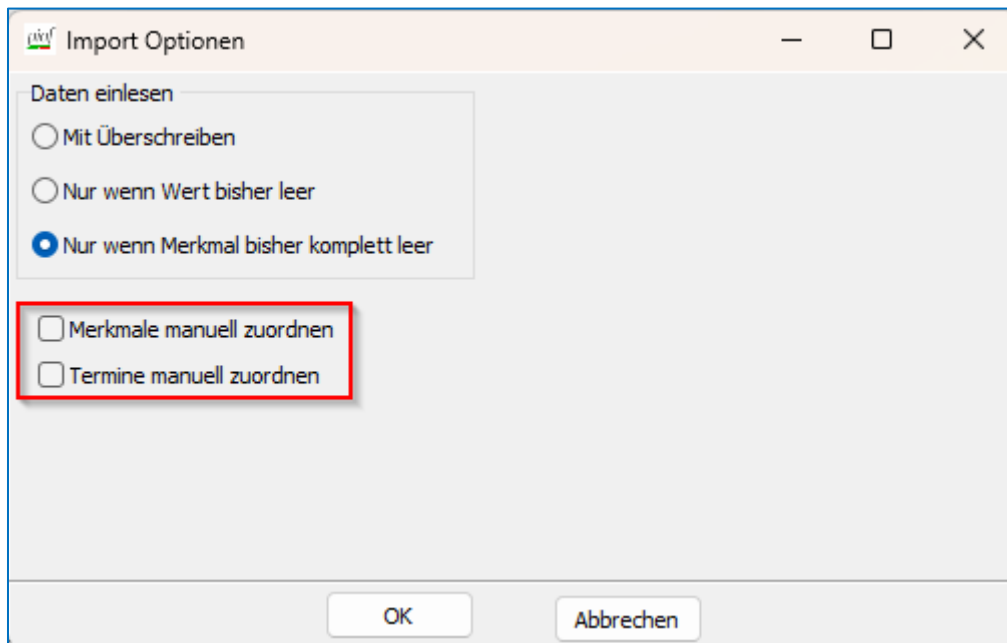 Import Optionen
Daten einlesen
Mit Überschreiben
Nur wenn Wert bisher leer
Nur wenn Merkmal bisher komplett leer
Merkmale manuell zuordnen
Termine manuell zuordnen
OK
Abbrechen